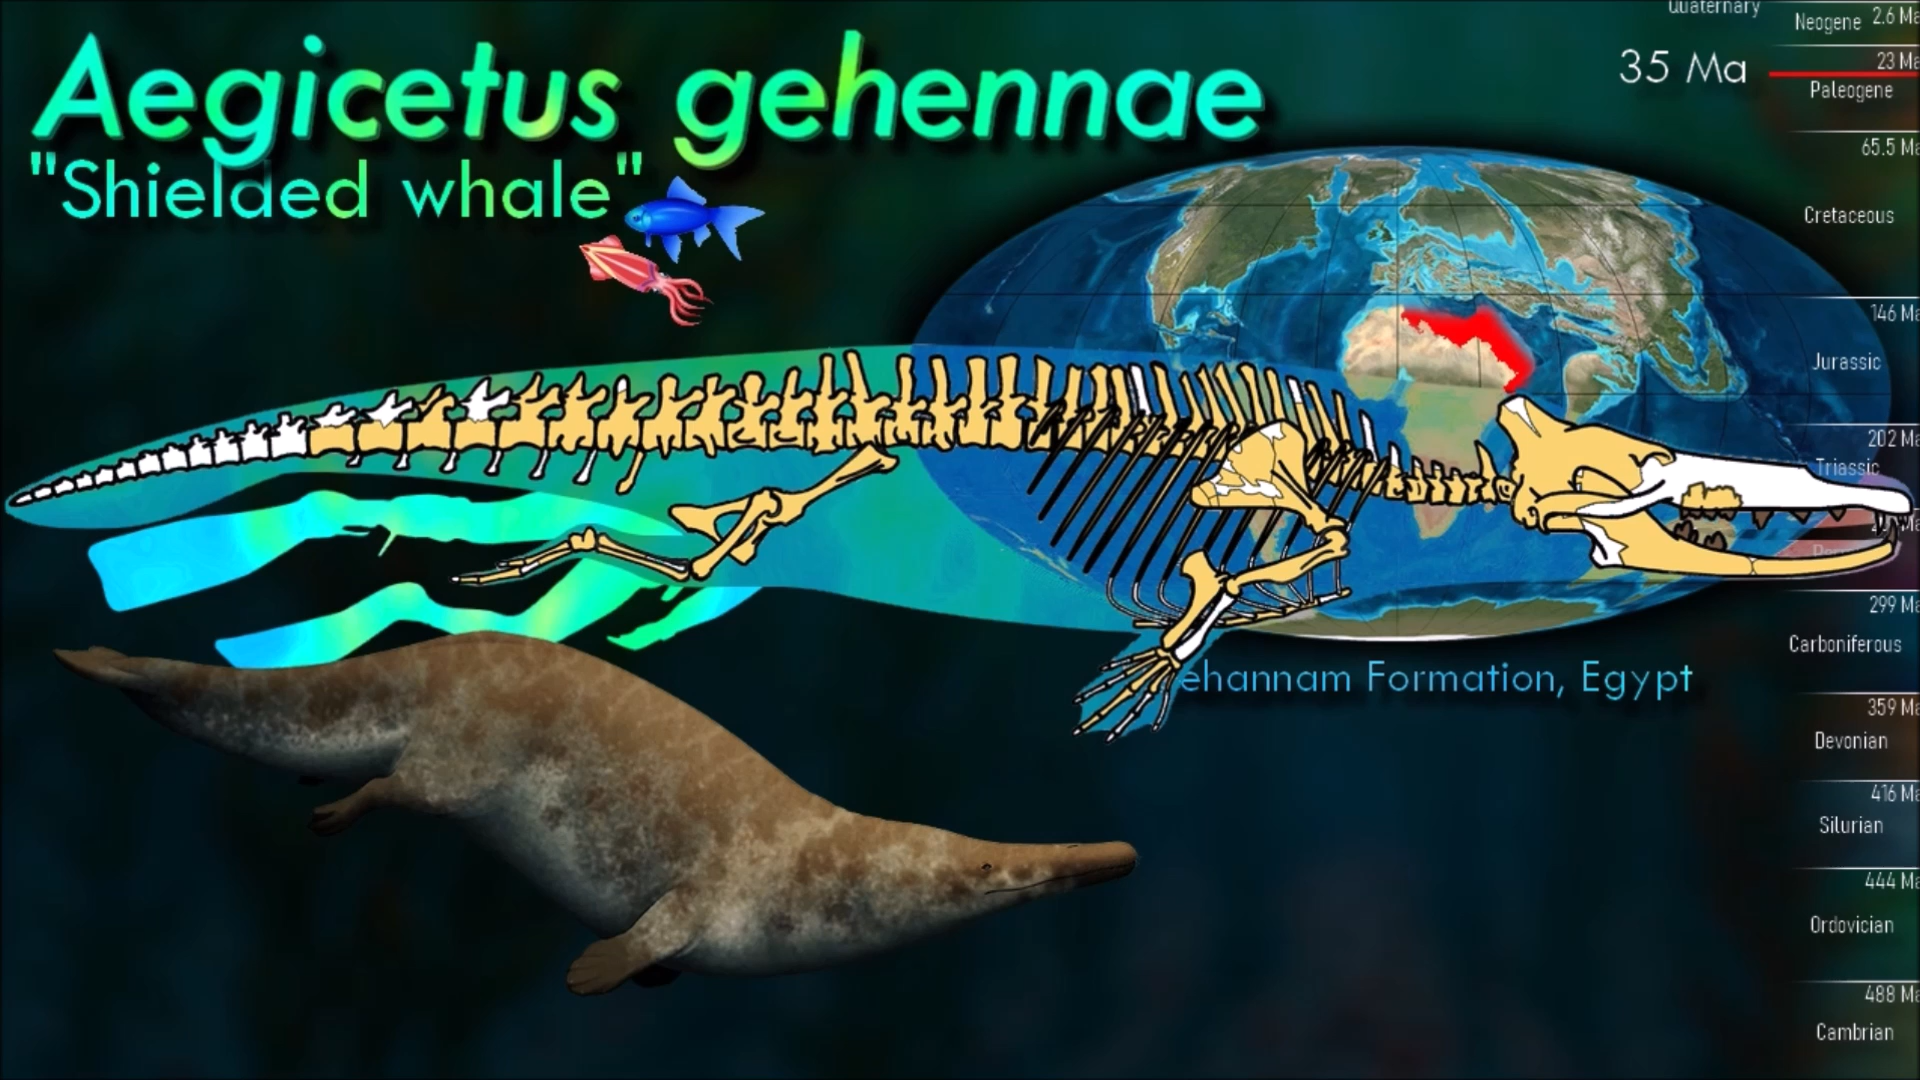 Aegicetus gehennae
"Shielded whale"
35 Ma
Quaternary
2.6 Ma
Neogene
23 Ma
Paleogene
65.5 Ma
Cretaceous
146 Ma
Jurassic
202 Ma
Triassic
299 Ma
Carboniferous
359 Ma
Devonian
416 Ma
Silurian
444 Ma
Ordovician
488 Ma
Cambrian
ehannam Formation, Egypt